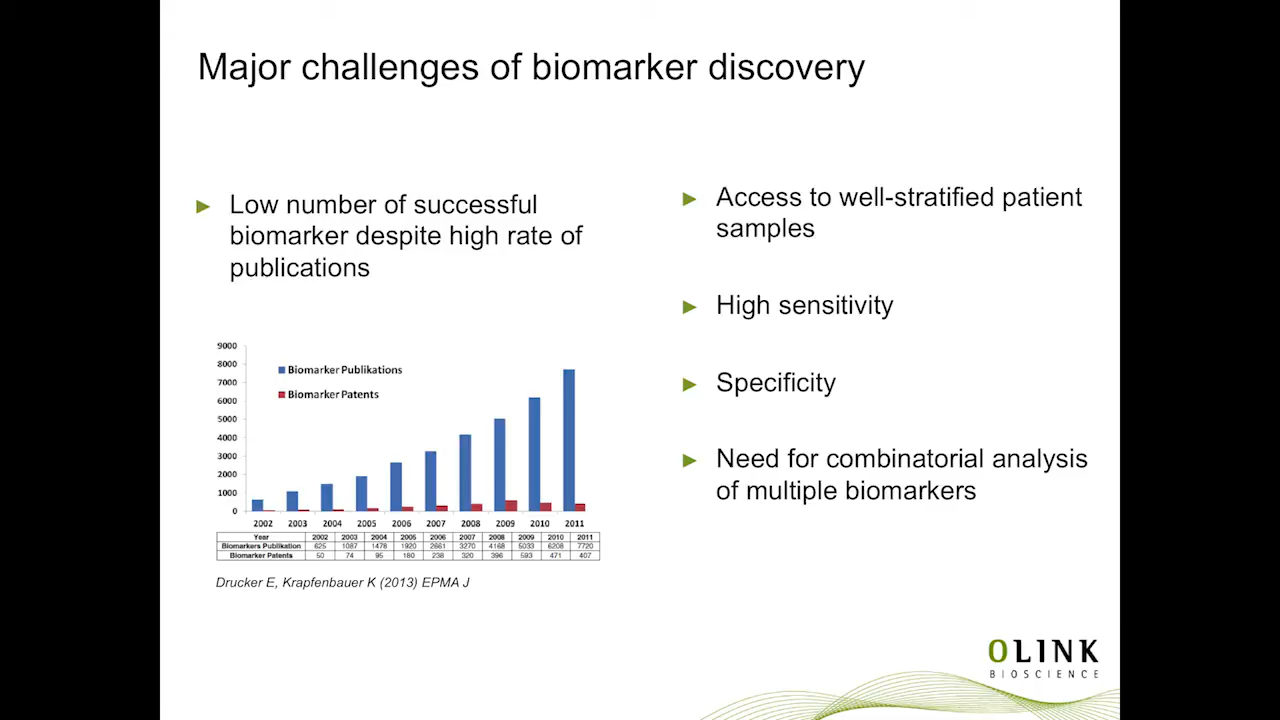 Major challenges of biomarker discovery
► Low number of successful
biomarker despite high rate of
publications
9000
8000
7000
6000
5000
4000
3000
2000
1000
0
Biomarker Publikations
Biomarker Patents
2002 2003 2004 2005 2006 2007 2008 2009 2010 2011
Year 2002 2003 2004 2005 2006 2007 2008 2009 2010 2011
Biomarkers Publikation 625 1087 1478 1920 2661 3270 4168 5033 6208 7720
Biomarker Patents 50 74 95 180 238 320 396 593 471 407
Drucker E, Krapfenbauer K (2013) EPMA J
► Access to well-stratified patient
samples
► High sensitivity
► Specificity
► Need for combinatorial analysis
of multiple biomarkers
OLINK
BIOSCIENCE